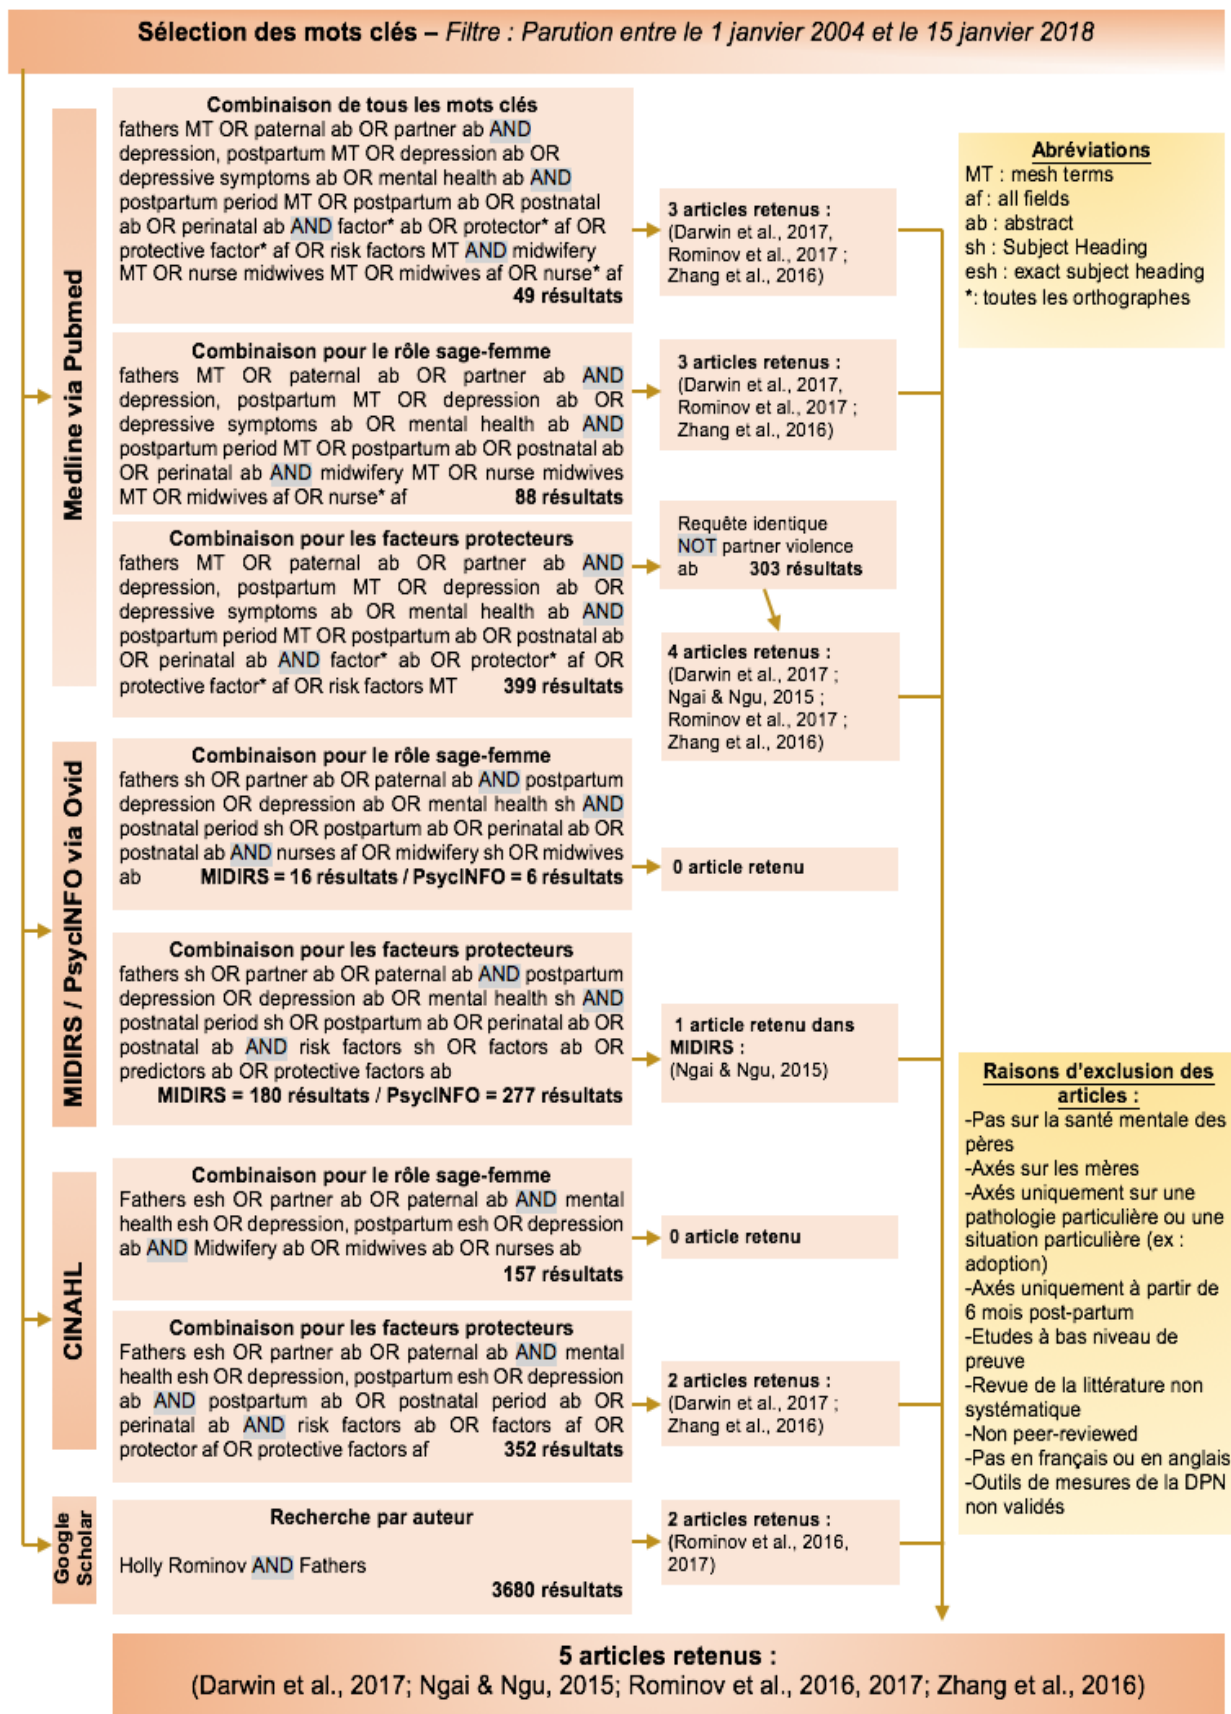 Sélection des mots clés – Filtre : Parution entre le 1 janvier 2004 et le 15 janvier 2018
Medline via Pubmed
Combinaison de tous les mots clés
fathers MT OR paternal ab OR partner ab AND
depression, postpartum MT OR depression ab OR
depressive symptoms ab OR mental health ab AND
postpartum period MT OR postpartum ab OR postnatal
ab OR perinatal ab AND factor* ab OR protector* af OR
protective factor* af OR risk factors MT AND midwifery
MT OR nurse midwives MT OR midwives af OR nurse* af
49 résultats
3 articles retenus :
(Darwin et al., 2017,
Rominov et al., 2017 ;
Zhang et al., 2016)
Abréviations
MT : mesh terms
af : all fields
ab : abstract
sh : Subject Heading
esh : exact subject heading
*: toutes les orthographes
Combinaison pour le rôle sage-femme
fathers MT OR paternal ab OR partner ab AND
depression, postpartum MT OR depression ab OR
depressive symptoms ab OR mental health ab AND
postpartum period MT OR postpartum ab OR postnatal ab
OR perinatal ab AND midwifery MT OR nurse midwives
MT OR midwives af OR nurse* af 88 résultats
3 articles retenus :
(Darwin et al., 2017,
Rominov et al., 2017 ;
Zhang et al., 2016)
Combinaison pour les facteurs protecteurs
fathers MT OR paternal ab OR partner ab AND
depression, postpartum MT OR depression ab OR
depressive symptoms ab OR mental health ab AND
postpartum period MT OR postpartum ab OR postnatal ab
OR perinatal ab AND factor* ab OR protector* af OR
protective factor* af OR risk factors MT 399 résultats
Requête identique
NOT partner violence
ab 303 résultats
4 articles retenus :
(Darwin et al., 2017 ;
Ngai & Ngu, 2015 ;
Rominov et al., 2017 ;
Zhang et al., 2016)
MIDIRS / PsycINFO via Ovid
Combinaison pour le rôle sage-femme
fathers sh OR partner ab OR paternal ab AND postpartum
depression OR depression ab OR mental health sh AND
postnatal period sh OR postpartum ab OR perinatal ab OR
postnatal ab AND nurses af OR midwifery sh OR midwives
ab MIDIRS = 16 résultats / PsycINFO = 6 résultats
0 article retenu
Combinaison pour les facteurs protecteurs
fathers sh OR partner ab OR paternal ab AND postpartum
depression OR depression ab OR mental health sh AND
postnatal period sh OR postpartum ab OR perinatal ab OR
postnatal ab AND risk factors sh OR factors ab OR
predictors ab OR protective factors ab
MIDIRS = 180 résultats / PsycINFO = 277 résultats
1 article retenu dans
MIDIRS :
(Ngai & Ngu, 2015)
Raisons d'exclusion des
articles :
-Pas sur la santé mentale des
pères
-Axés sur les mères
-Axés uniquement sur une
pathologie particulière ou une
situation particulière (ex :
adoption)
-Axés uniquement à partir de
6 mois post-partum
-Etudes à bas niveau de
preuve
-Revue de la littérature non
systématique
-Non peer-reviewed
-Pas en français ou en anglais
-Outils de mesures de la DPN
non validés
CINAHL
Combinaison pour le rôle sage-femme
Fathers esh OR partner ab OR paternal ab AND mental
health esh OR depression, postpartum esh OR depression
ab AND Midwifery ab OR midwives ab OR nurses ab
157 résultats
0 article retenu
Combinaison pour les facteurs protecteurs
Fathers esh OR partner ab OR paternal ab AND mental
health esh OR depression, postpartum esh OR depression
ab AND postpartum ab OR postnatal period ab OR
perinatal ab AND risk factors ab OR factors af OR
protector af OR protective factors af 352 résultats
2 articles retenus :
(Darwin et al., 2017 ;
Zhang et al., 2016)
Google
Scholar
Recherche par auteur
Holly Rominov AND Fathers
3680 résultats
2 articles retenus :
(Rominov et al., 2016,
2017)
5 articles retenus :
(Darwin et al., 2017; Ngai & Ngu, 2015; Rominov et al., 2016, 2017; Zhang et al., 2016)